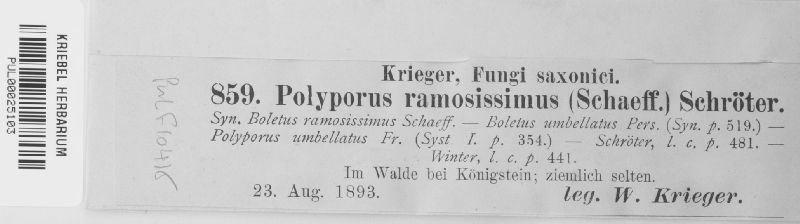 KRIEBEL HERBARIUM
PUL00025103
PulF10416
Krieger, Fungi saxonici.
859. Polyporus ramosissimus (Schaeff.) Schröter.
Syn. Boletus ramosissimus Schaeff. — Boletus umbellatus Pers. (Syn. p. 519.) —
Polyporus umbellatus Fr. (Syst I. p. 354.) — Schröter, l. c. p. 481. —
Winter, l. c. p. 441.
Im Walde bei Königstein; ziemlich selten.
23. Aug. 1893. leg. W. Krieger.